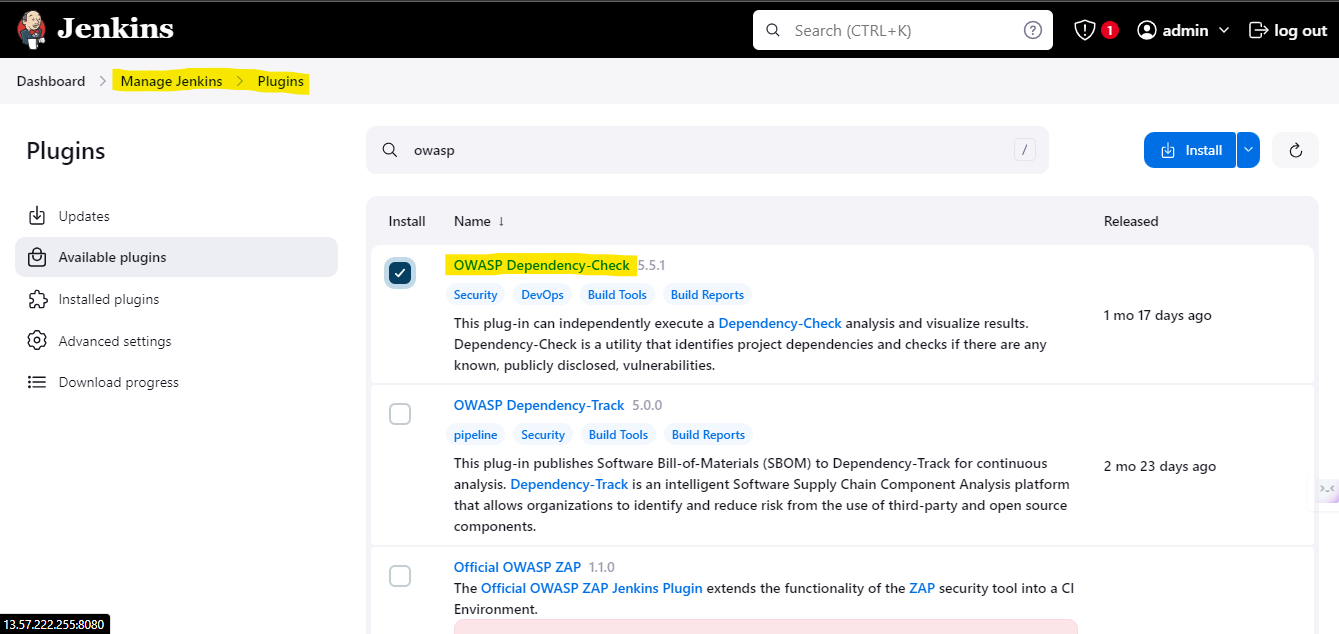 Jenkins
Search (CTRL+K)
?
1
admin
log out
Dashboard > Manage Jenkins > Plugins
Plugins
owasp
/
Install
Updates
Available plugins
Installed plugins
Advanced settings
Download progress
Install Name ↓ Released
OWASP Dependency-Check 5.5.1
Security DevOps Build Tools Build Reports
This plug-in can independently execute a Dependency-Check analysis and visualize results.
Dependency-Check is a utility that identifies project dependencies and checks if there are any
known, publicly disclosed, vulnerabilities.
1 mo 17 days ago
OWASP Dependency-Track 5.0.0
pipeline Security Build Tools Build Reports
This plug-in publishes Software Bill-of-Materials (SBOM) to Dependency-Track for continuous
analysis. Dependency-Track is an intelligent Software Supply Chain Component Analysis platform
that allows organizations to identify and reduce risk from the use of third-party and open source
components.
2 mo 23 days ago
Official OWASP ZAP 1.1.0
The Official OWASP ZAP Jenkins Plugin extends the functionality of the ZAP security tool into a CI
Environment.
13.57.222.255:8080